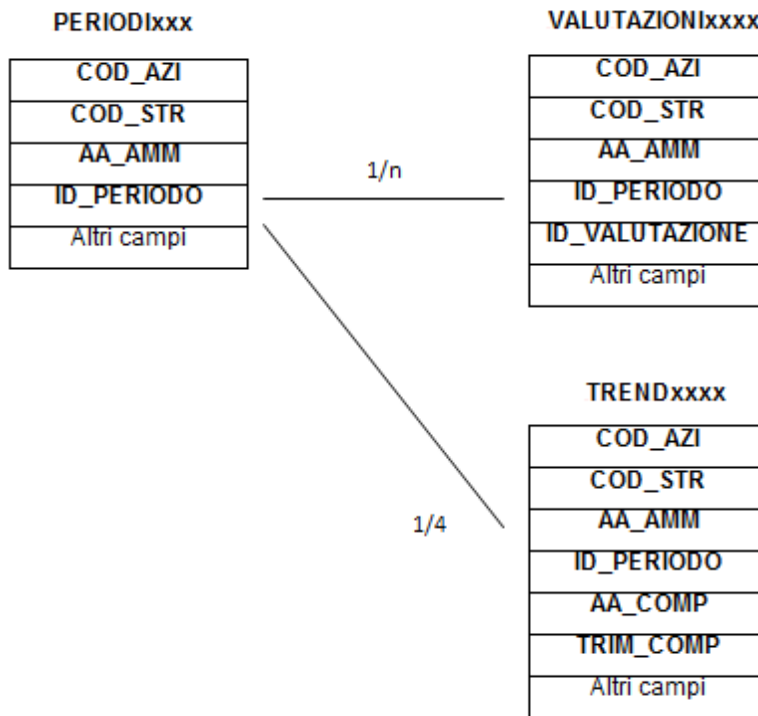 PERIODIxxx
COD_AZI
COD_STR
AA_AMM
ID_PERIODO
Altri campi
1/n
VALUTAZIONIxxxx
COD_AZI
COD_STR
AA_AMM
ID_PERIODO
ID_VALUTAZIONE
Altri campi
1/4
TRENDxxxx
COD_AZI
COD_STR
AA_AMM
ID_PERIODO
AA_COMP
TRIM_COMP
Altri campi